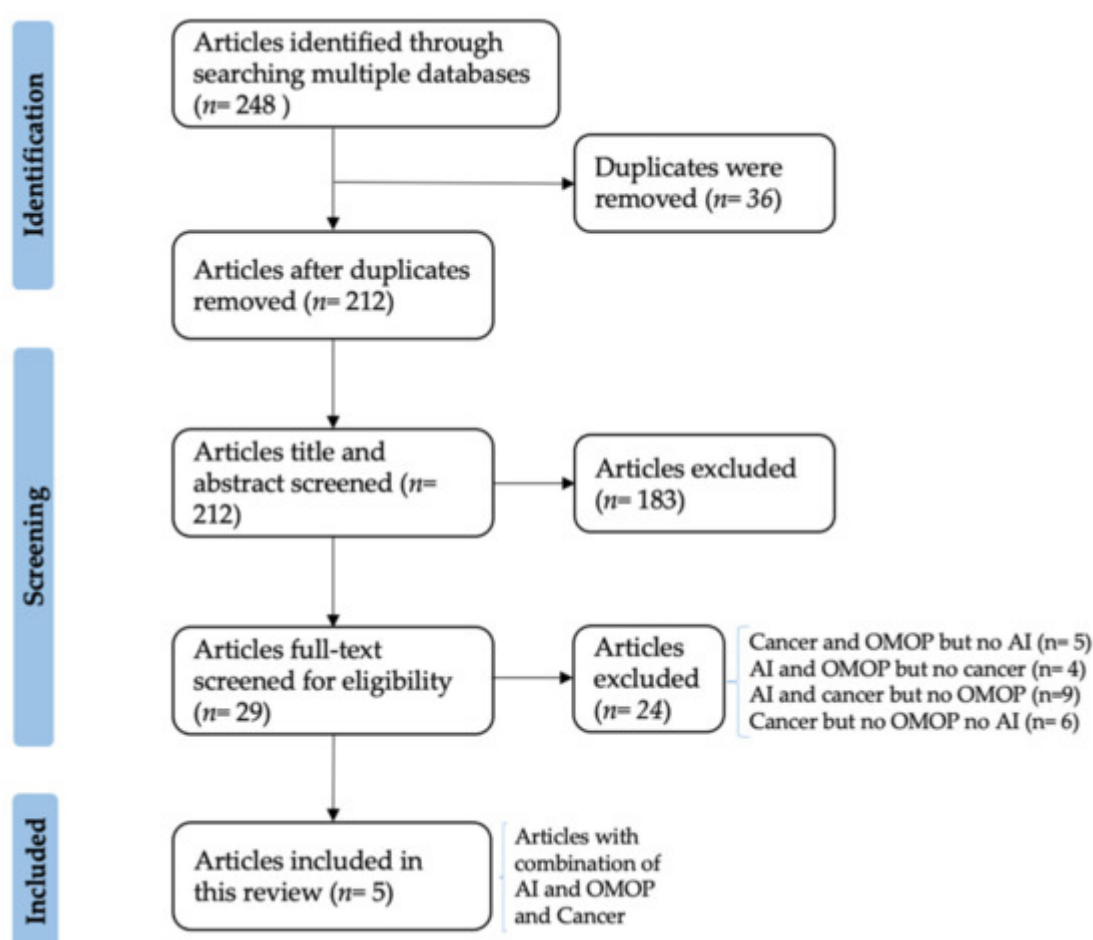 Identification
Articles identified through
searching multiple databases
(n= 248 )
Duplicates were
removed (n= 36)
Articles after duplicates
removed (n= 212)
Screening
Articles title and
abstract screened (n=
212)
Articles excluded
(n= 183)
Articles full-text
screened for eligibility
(n= 29)
Articles
excluded
(n= 24)
Cancer and OMOP but no AI (n= 5)
AI and OMOP but no cancer (n= 4)
AI and cancer but no OMOP (n=9)
Cancer but no OMOP no AI (n= 6)
Included
Articles included in
this review (n= 5)
Articles with
combination of
AI and OMOP
and Cancer